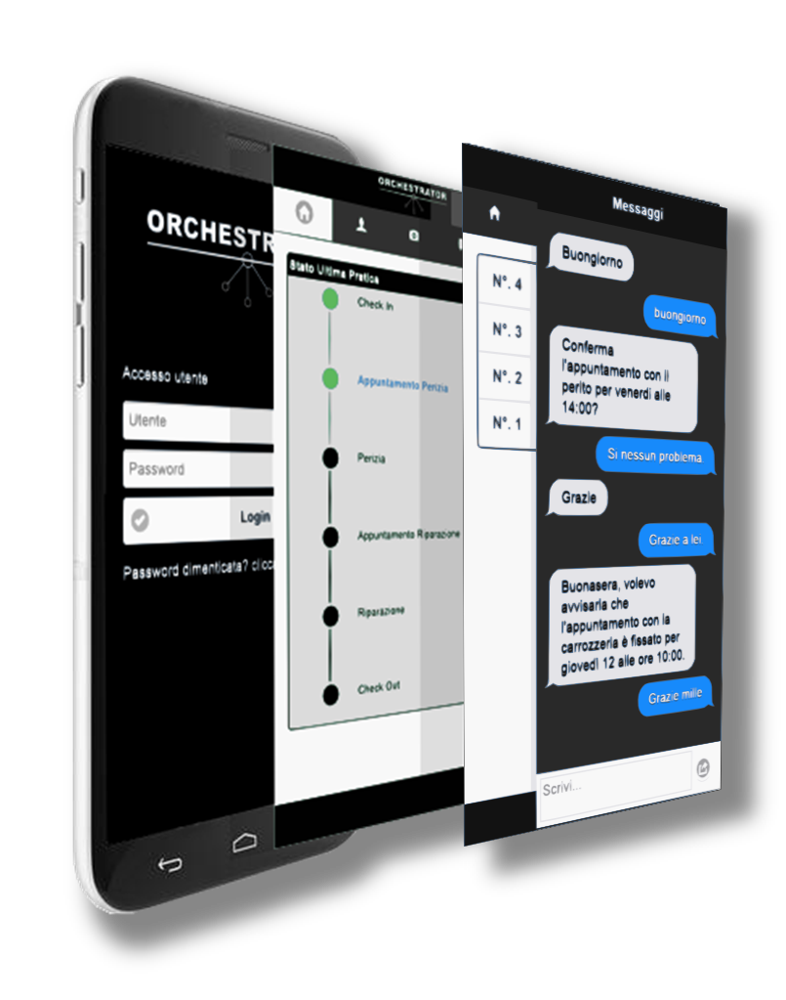 ORCHESTR
Accesso utente
Utente
Password
Login
Password dimenticata? clicc
ORCHESTRATOR
Stato Ultima Pratica
Check In
Appuntamento Perizia
Perizia
Appuntamento Riparazione
Riparazione
Check Out
N°. 4
N°. 3
N°. 2
N°. 1
Messaggi
Buongiorno
buongiorno
Conferma
l'appuntamento con il
perito per venerdi alle
14:00?
Si nessun problema
Grazie
Grazie a lei
Buonasera, volevo
avvisarla che
l'appuntamento con la
carrozzeria è fissato per
giovedì 12 alle ore 10:00.
Grazie mille
Scrivi...